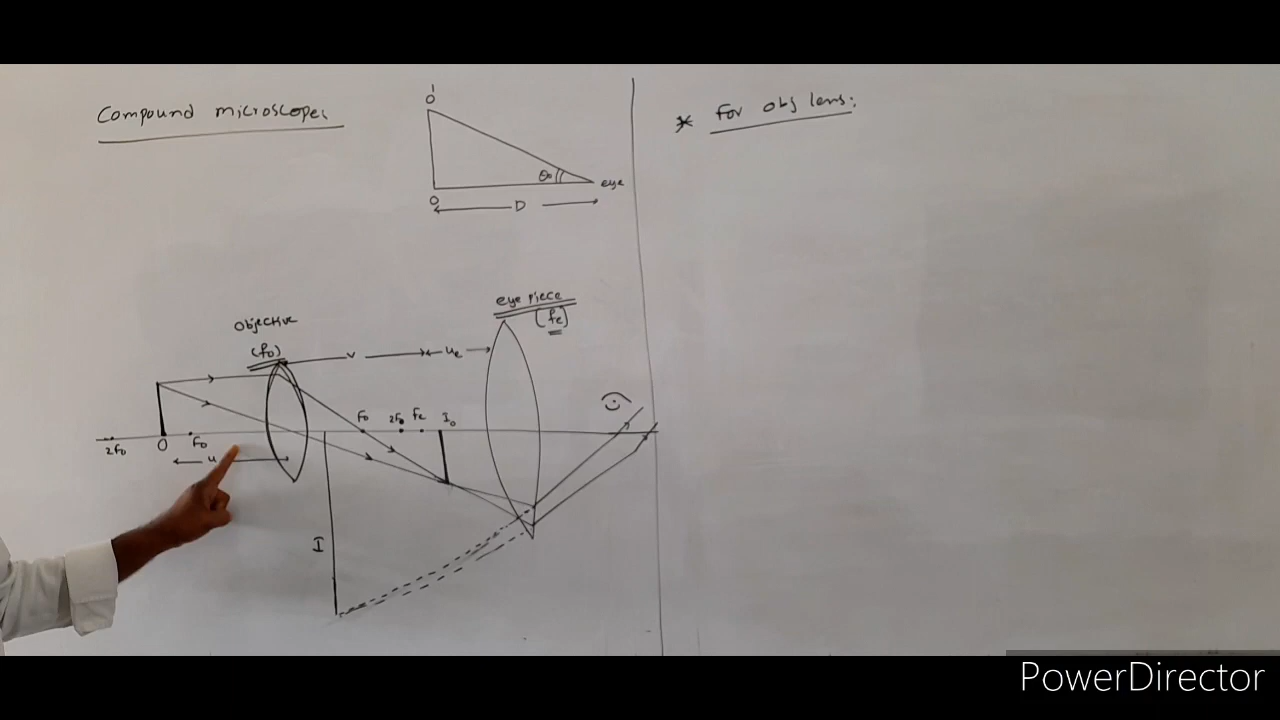 Compound microscope:
O'
θo
eye
O
D
* For obj lens:
eye piece
(fe)
Objective
(fo)
v
ue
Fo
2Fo
Fe
Io
2Fo
O
Fo
u
I
PowerDirector